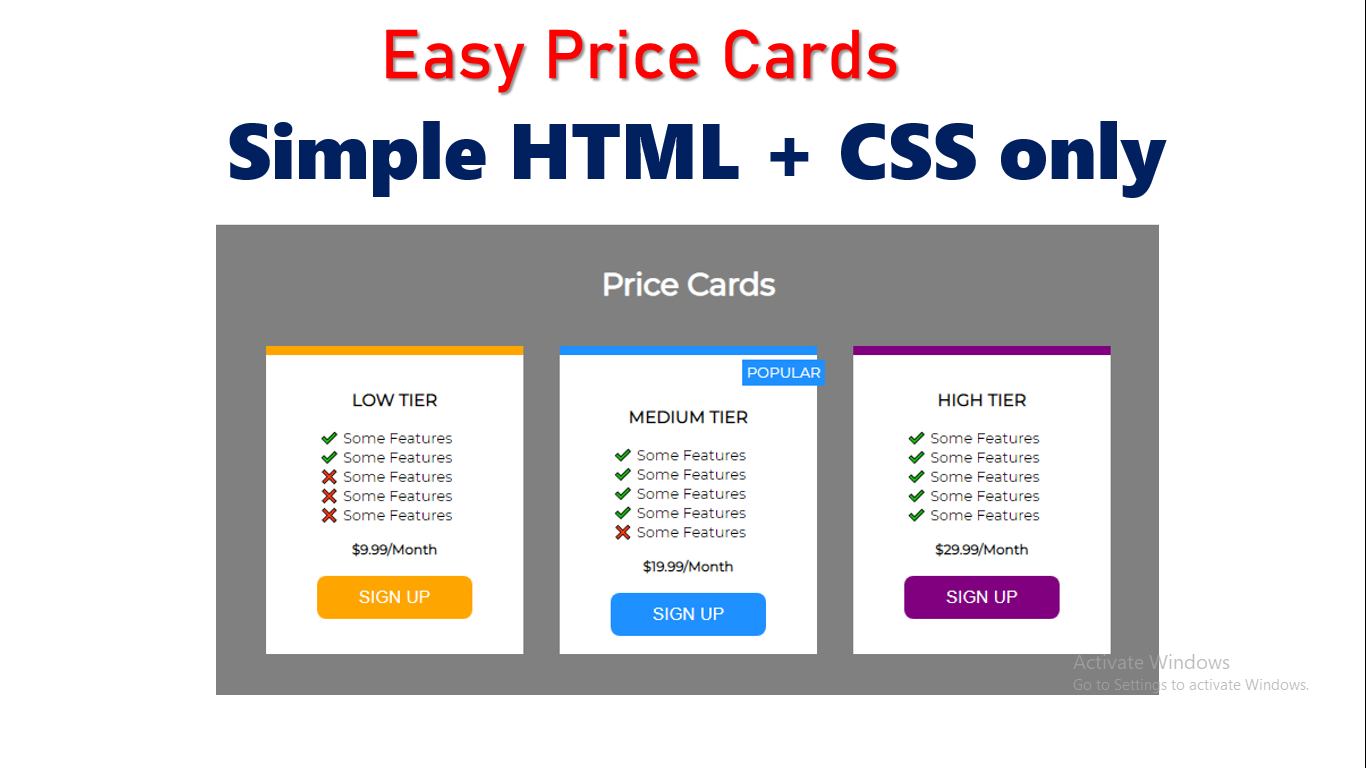 Easy Price Cards
Simple HTML + CSS only
Price Cards
LOW TIER
Some Features
Some Features
Some Features
Some Features
Some Features
$9.99/Month
SIGN UP
POPULAR
MEDIUM TIER
Some Features
Some Features
Some Features
Some Features
Some Features
$19.99/Month
SIGN UP
HIGH TIER
Some Features
Some Features
Some Features
Some Features
Some Features
$29.99/Month
SIGN UP
Activate Windows
Go to Settings to activate Windows.